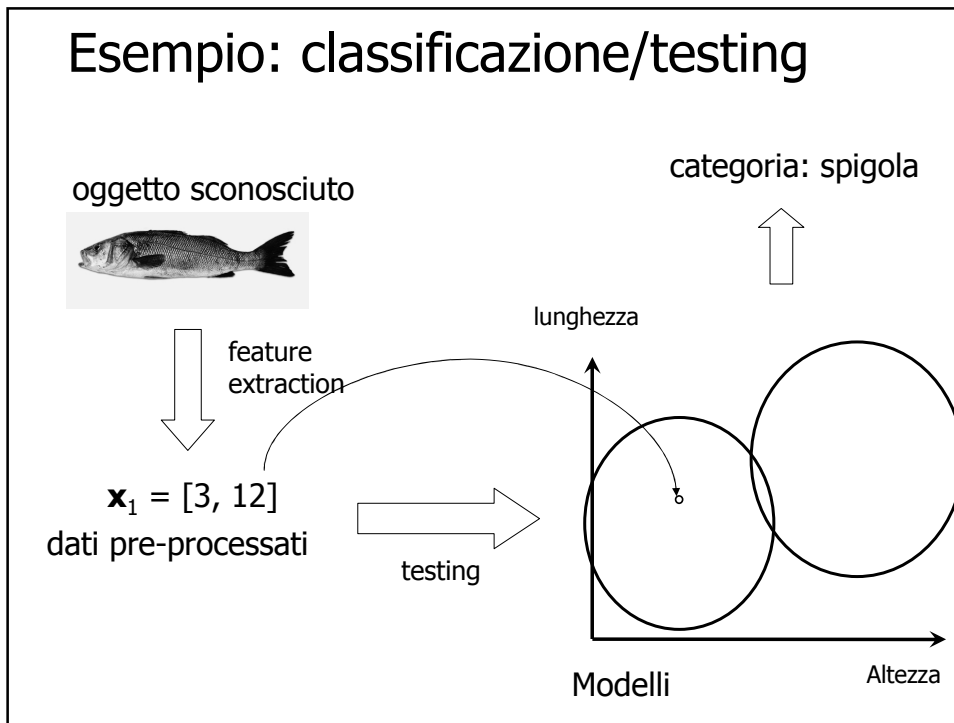 Esempio: classificazione/testing
oggetto sconosciuto
categoria: spigola
feature
extraction
x1 = [3, 12]
dati pre-processati
testing
lunghezza
Altezza
Modelli